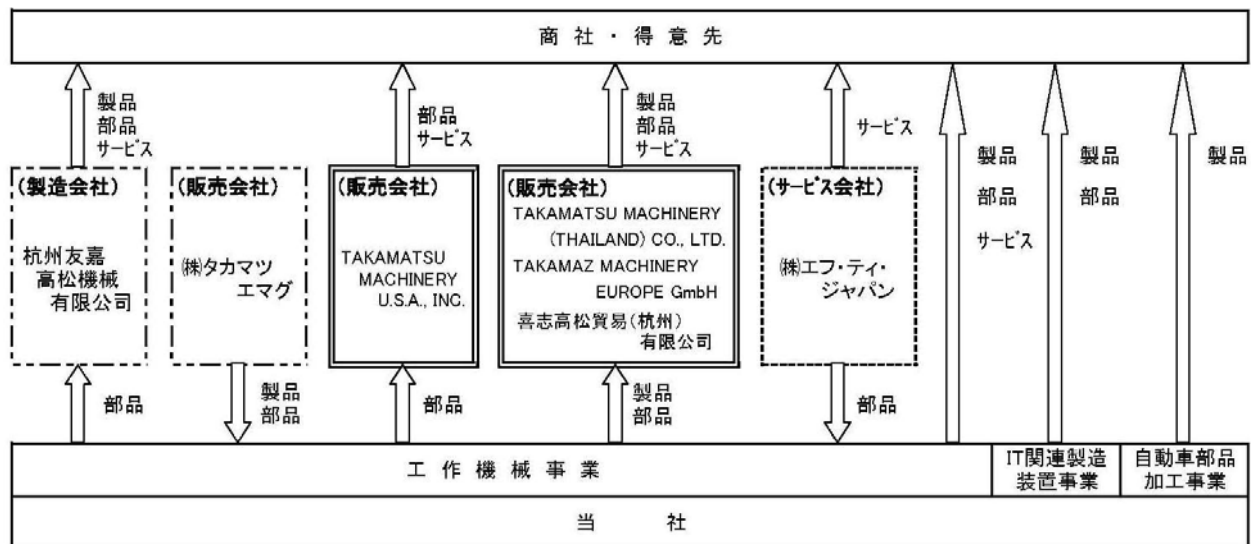 商社・得意先
製品
部品
サービス
部品
サービス
製品
部品
サービス
サービス
製品
部品
サービス
製品
部品
製品
(製造会社)
杭州友嘉
高松機械
有限公司
(販売会社)
㈱タカマツ
エマグ
(販売会社)
TAKAMATSU
MACHINERY
U.S.A., INC.
(販売会社)
TAKAMATSU MACHINERY
(THAILAND) CO., LTD.
TAKAMAZ MACHINERY
EUROPE GmbH
喜志高松貿易(杭州)
有限公司
(サービス会社)
㈱エフ・ティ・
ジャパン
部品
製品
部品
部品
製品
部品
部品
工作機械事業
IT関連製造
装置事業
自動車部品
加工事業
当社